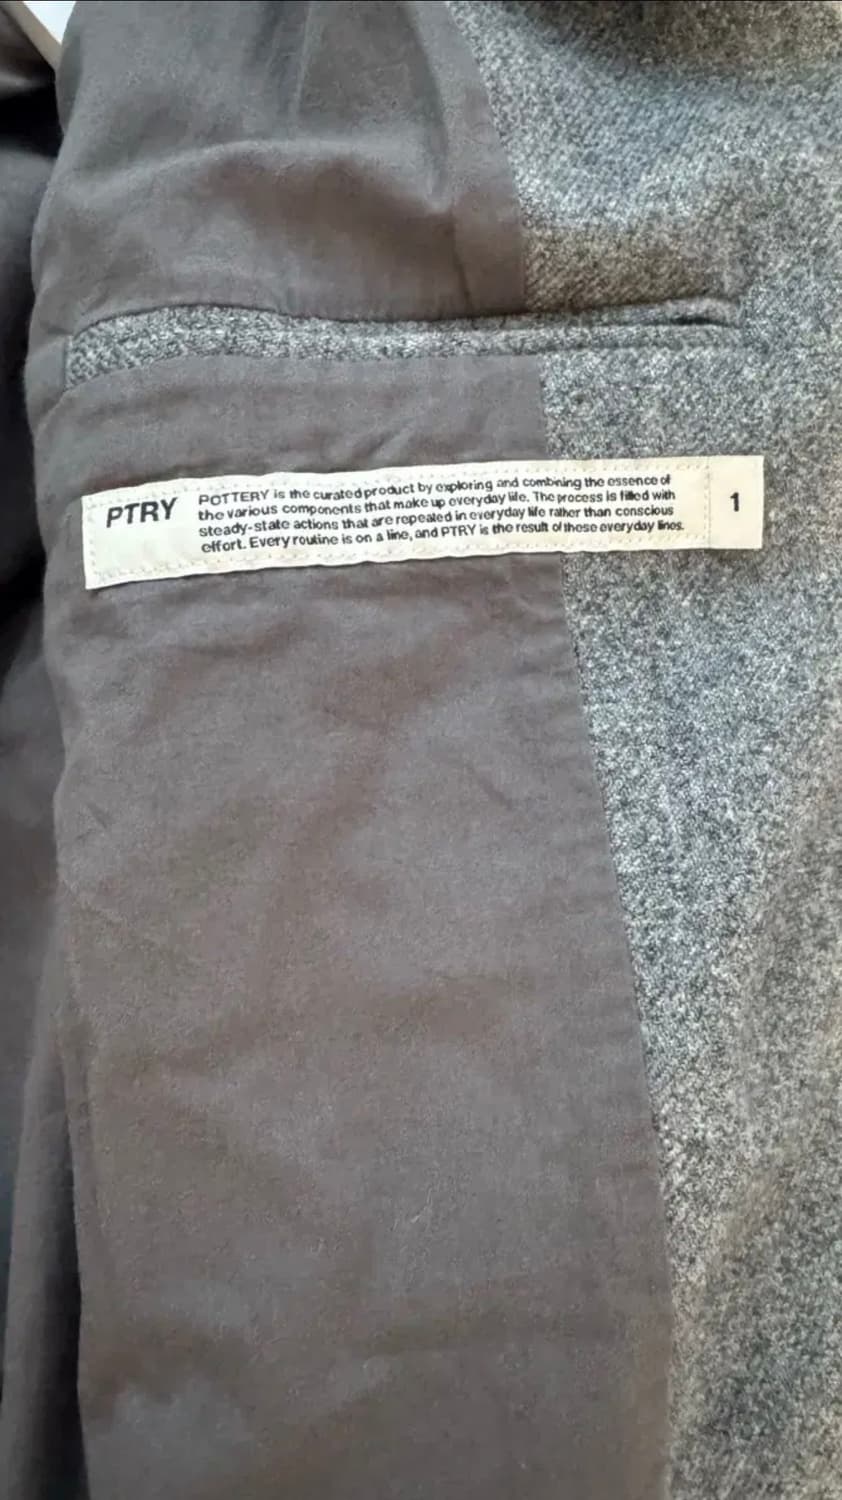 PTRY
POTTERY is the curated product by exploring and combining the essence of
the various components that make up everyday life. The process is filled with
steady-state actions that are repeated in everyday life rather than conscious
effort. Every routine is on a line, and PTRY is the result of these everyday lines.
1